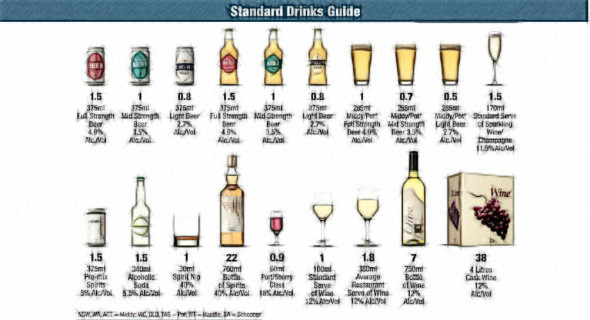 Standard Drinks Guide
1.5 1 0.8 1.5 1 0.8 1 0.7 0.5 1.5
375ml 375ml 375ml 375ml 375ml 375ml 285ml 285ml 285ml 170ml
Full Strength Mid Strength Light Beer Full Strength Mid Strength Light Beer Middy/Pot* Middy/Pot* Middy/Pot* Standard Serve
Beer Beer 2.7% Beer Beer 2.7% Full Strength Mid Strength Light Beer of Sparkling
4.9% 3.5% Alc/Vol 4.9% 3.5% Alc/Vol Beer 4.9% Beer 3.5% 2.7% Wine/
Alc/Vol Alc/Vol Alc/Vol Alc/Vol Alc/Vol Alc/Vol Alc/Vol Champagne
11.5% Alc/Vol
Wine
1.5 1.5 1 22 0.9 1 1.8 7 38
375ml 340ml 30ml 700ml 60ml 100ml 180ml 750ml 4 Litres
Pre-mix Alcoholic Spirit Nip Bottle Port/Sherry Standard Average Bottle Cask Wine
Spirits Soda 40% of Spirits Glass Serve Restaurant of Wine 12%
5% Alc/Vol 5.5% Alc/Vol Alc/Vol 40% Alc/Vol 18% Alc/Vol of Wine Serve of Wine 12% Alc/Vol
12% Alc/Vol 12% Alc/Vol Alc/Vol
*NSW, WA, ACT = Middy; VIC, QLD, TAS = Pot; NT = Handle; SA = Schooner